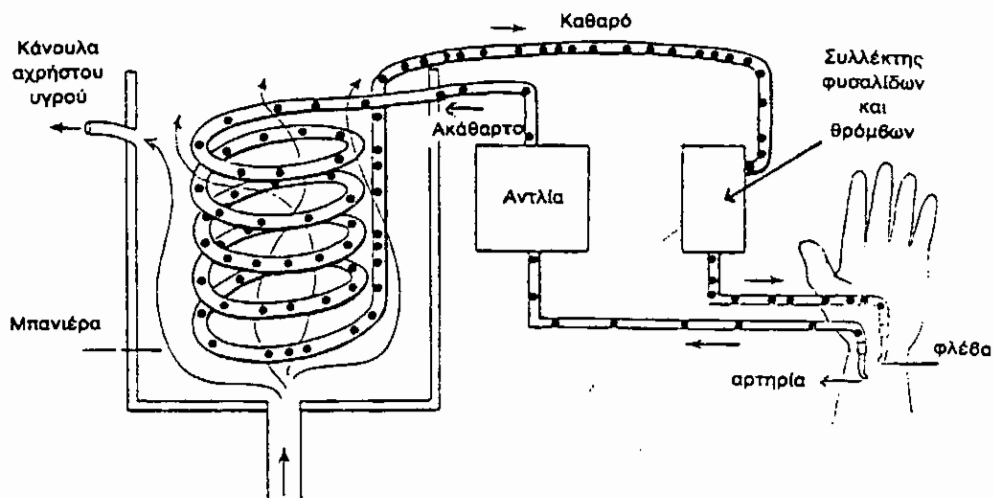 Καθαρό
Κάνουλα
αχρήστου
υγρού
Συλλέκτης
φυσαλίδων
και
θρόμβων
Ακάθαρτο
Αντλία
Μπανιέρα
φλέβα
αρτηρία